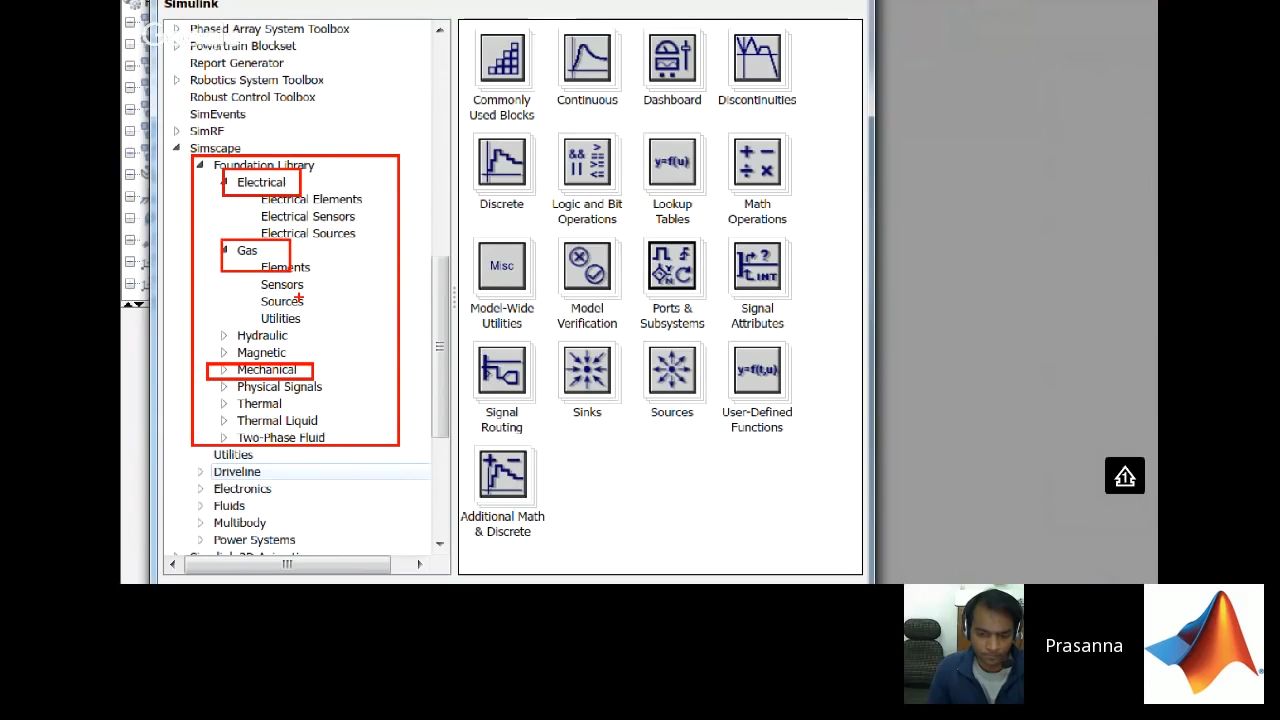 Simulink
Phased Array System Toolbox
Powertrain Blockset
Report Generator
Robotics System Toolbox
Robust Control Toolbox
SimEvents
SimRF
Simscape
Foundation Library
Electrical
Electrical Elements
Electrical Sensors
Electrical Sources
Gas
Elements
Sensors
Sources
Utilities
Hydraulic
Magnetic
Mechanical
Physical Signals
Thermal
Thermal Liquid
Two-Phase Fluid
Utilities
Driveline
Electronics
Fluids
Multibody
Power Systems
Commonly
Used Blocks
Continuous
Dashboard
Discontinuities
Discrete
&& ||
> == <=
Logic and Bit
Operations
y=f(u)
Lookup
Tables
+ −
÷ ×
Math
Operations
Misc
Model-Wide
Utilities
Model
Verification
Ports &
Subsystems
?
1, INT
Signal
Attributes
Signal
Routing
Sinks
Sources
y=f(t,u)
User-Defined
Functions
+ −
Additional Math
& Discrete
1
Prasanna